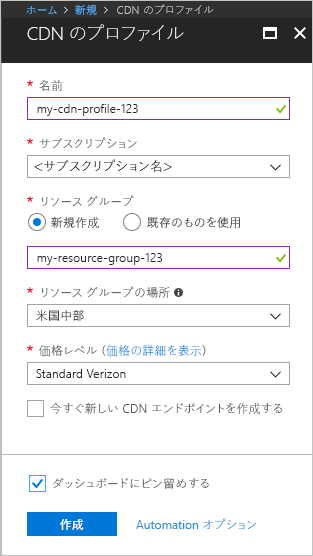 ホーム > 新規 > CDN のプロファイル
CDN のプロファイル
* 名前
my-cdn-profile-123
* サブスクリプション
<サブスクリプション名>
* リソース グループ
新規作成 既存のものを使用
my-resource-group-123
* リソース グループの場所
米国中部
* 価格レベル (価格の詳細を表示)
Standard Verizon
今すぐ新しい CDN エンドポイントを作成する
ダッシュボードにピン留めする
作成 Automation オプション